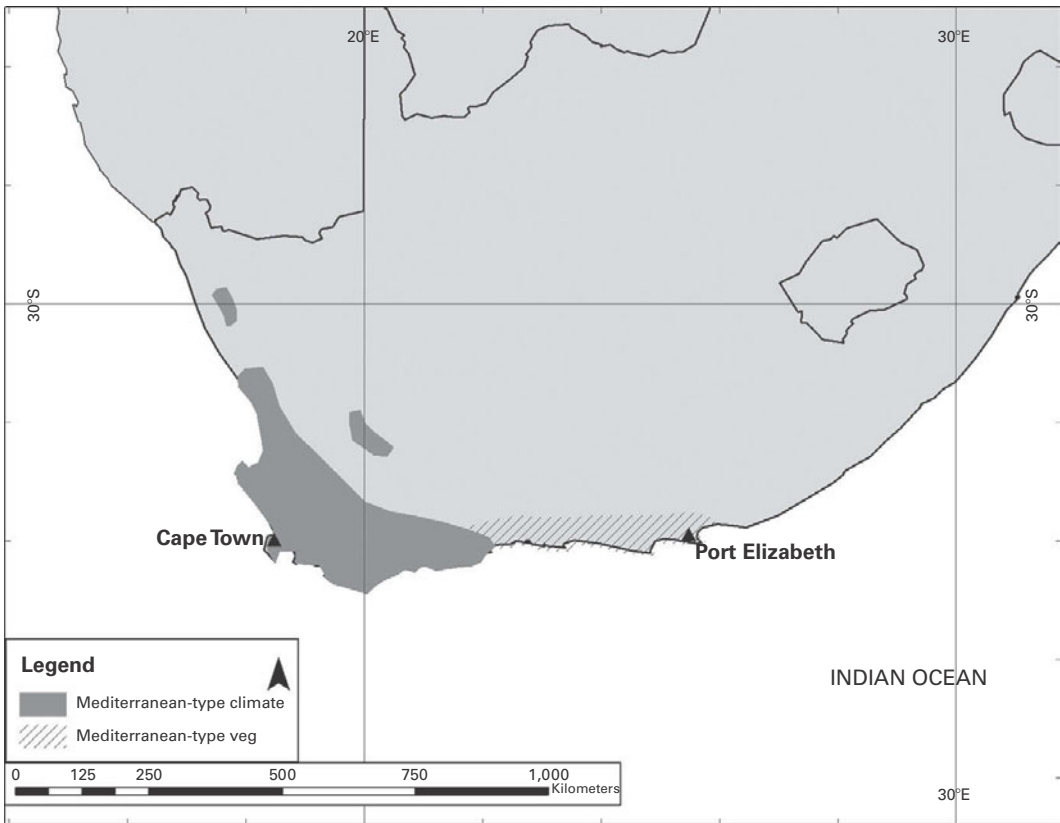 20°E
30°E
30°S
30°S
Cape Town
Port Elizabeth
INDIAN OCEAN
Legend
Mediterranean-type climate
Mediterranean-type veg
0 125 250 500 750 1,000
Kilometers
30°E